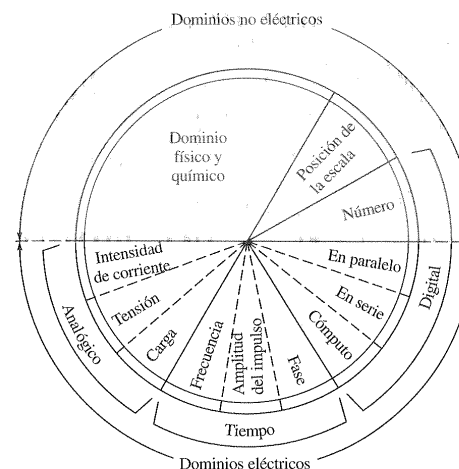 Dominios no eléctricos
Dominio
físico y
químico
Posición de
la escala
Número
Intensidad
de corriente
Tensión
Carga
Frecuencia
Amplitud
del impulso
Fase
Cómputo
En serie
En paralelo
Analógico
Tiempo
Digital
Dominios eléctricos